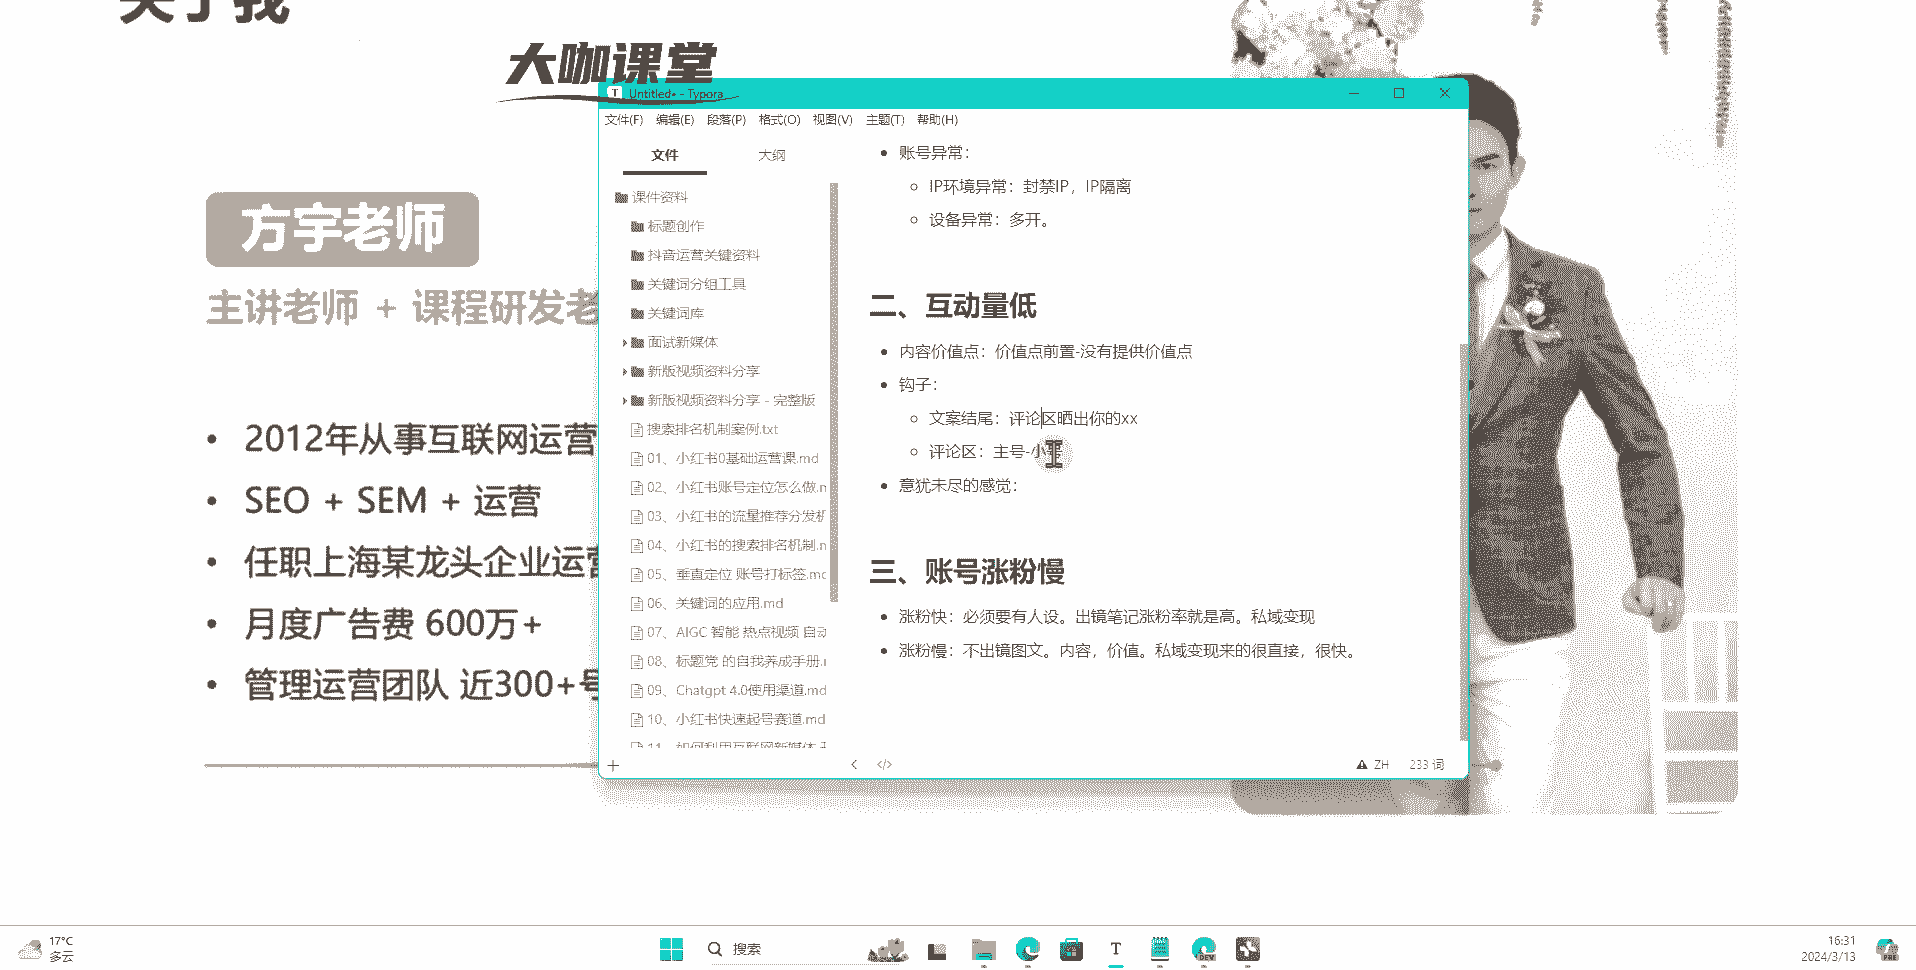 关于我
大咖课堂
方宇老师
主讲老师 + 课程研发老
2012年从事互联网运营
SEO + SEM + 运营
任职上海某龙头企业运营
月度广告费 600万+
管理运营团队 近300+号
Untitled• - Typora
文件(F) 编辑(E) 段落(P) 格式(O) 视图(V) 主题(T) 帮助(H)
文件 大纲
课件资料
标题创作
抖音运营关键资料
关键词分组工具
关键词库
面试新媒体
新版视频资料分享
新版视频资料分享 - 完整版
搜索排名机制案例.txt
01、小红书0基础运营课.md
02、小红书账号定位怎么做.n
03、小红书的流量推荐分发机
04、小红书的搜索排名机制.n
05、垂直定位 账号打标签.mc
06、关键词的应用.md
07、AIGC 智能 热点视频 自动
08、标题党 的自我养成手册.r
09、Chatgpt 4.0使用渠道.md
10、小红书快速起号赛道.md
账号异常：
IP环境异常：封禁IP，IP隔离
设备异常：多开。
二、互动量低
内容价值点：价值点前置-没有提供价值点
钩子：
文案结尾：评论区晒出你的xx
评论区：主号-小
意犹未尽的感觉：
三、账号涨粉慢
涨粉快：必须要有人设。出镜笔记涨粉率就是高。私域变现
涨粉慢：不出镜图文。内容，价值。私域变现来的很直接，很快。
ZH 233 词
17°C
多云
搜索
T
DEV
16:31
2024/3/13
PRE